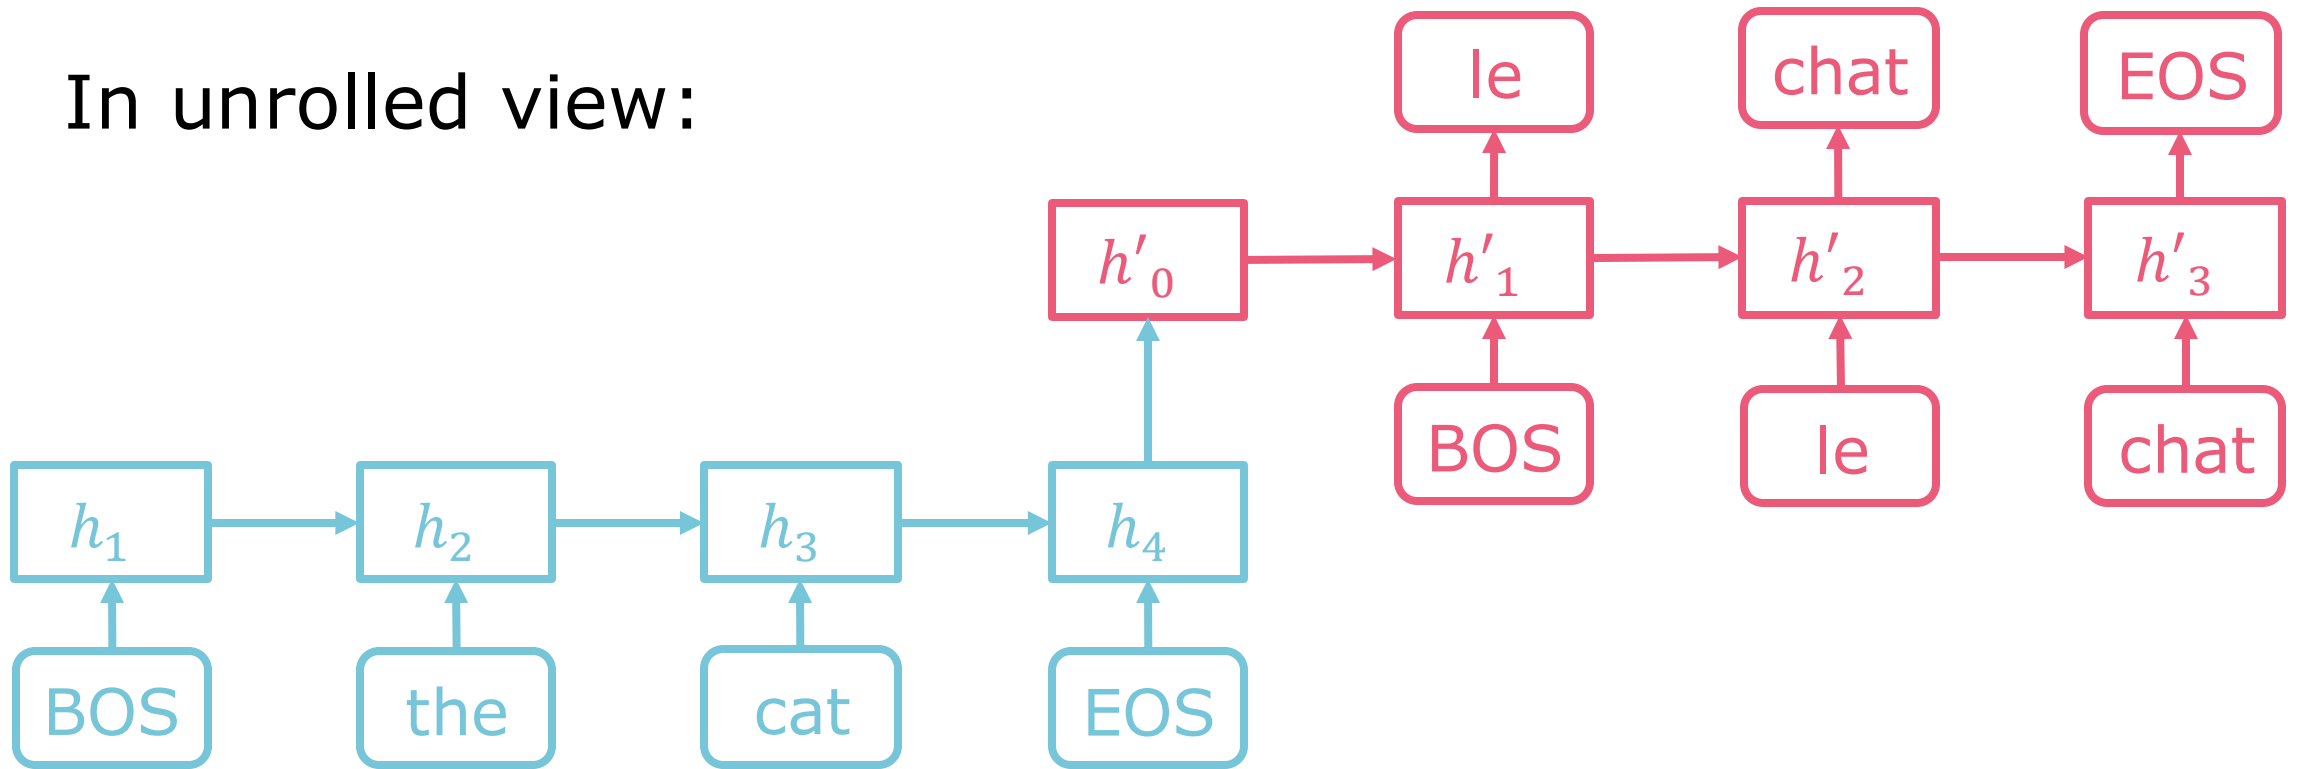 In unrolled view:
le chat EOS
h'₀ h'₁ h'₂ h'₃
BOS le chat
h₁ h₂ h₃ h₄
BOS the cat EOS